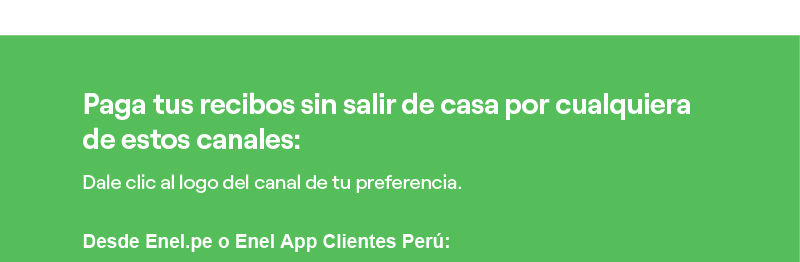 Paga tus recibos sin salir de casa por cualquiera
de estos canales:
Dale clic al logo del canal de tu preferencia.
Desde Enel.pe o Enel App Clientes Perú: